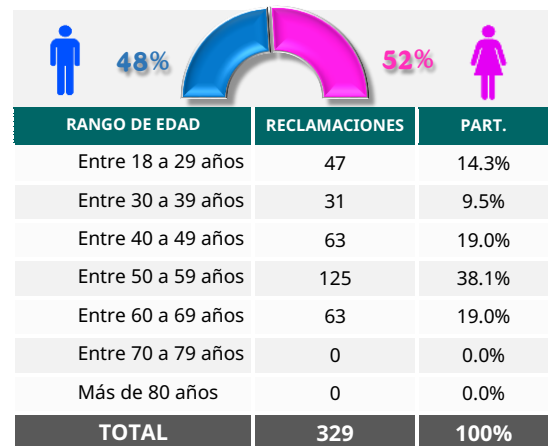 48% 52%
RANGO DE EDAD RECLAMACIONES PART.
Entre 18 a 29 años 47 14.3%
Entre 30 a 39 años 31 9.5%
Entre 40 a 49 años 63 19.0%
Entre 50 a 59 años 125 38.1%
Entre 60 a 69 años 63 19.0%
Entre 70 a 79 años 0 0.0%
Más de 80 años 0 0.0%
TOTAL 329 100%